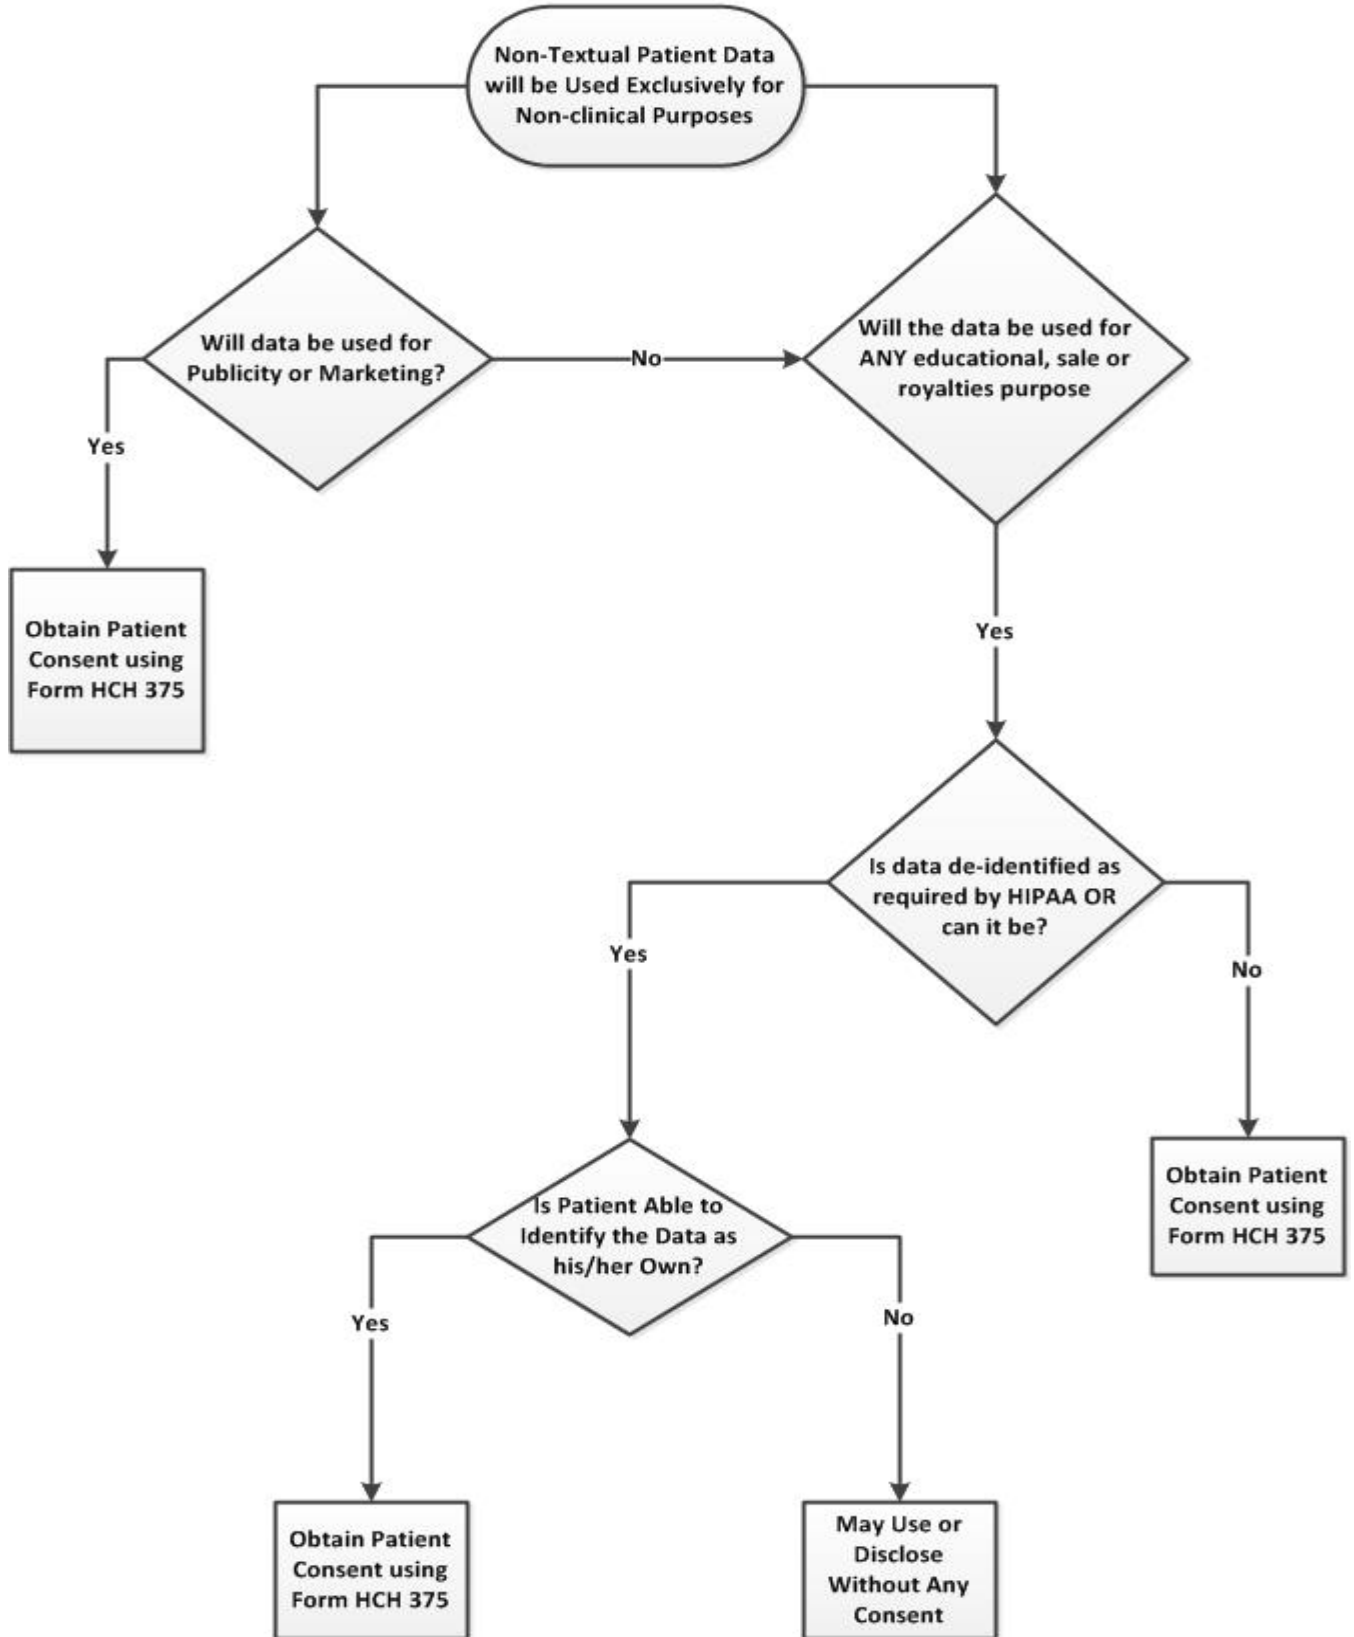 Non-Textual Patient Data
will be Used Exclusively for
Non-clinical Purposes
Will data be used for
Publicity or Marketing?
No
Will the data be used for
ANY educational, sale or
royalties purpose
Yes
Obtain Patient
Consent using
Form HCH 375
Yes
Is data de-identified as
required by HIPAA OR
can it be?
Yes
No
Is Patient Able to
Identify the Data as
his/her Own?
Obtain Patient
Consent using
Form HCH 375
Yes
No
Obtain Patient
Consent using
Form HCH 375
May Use or
Disclose
Without Any
Consent